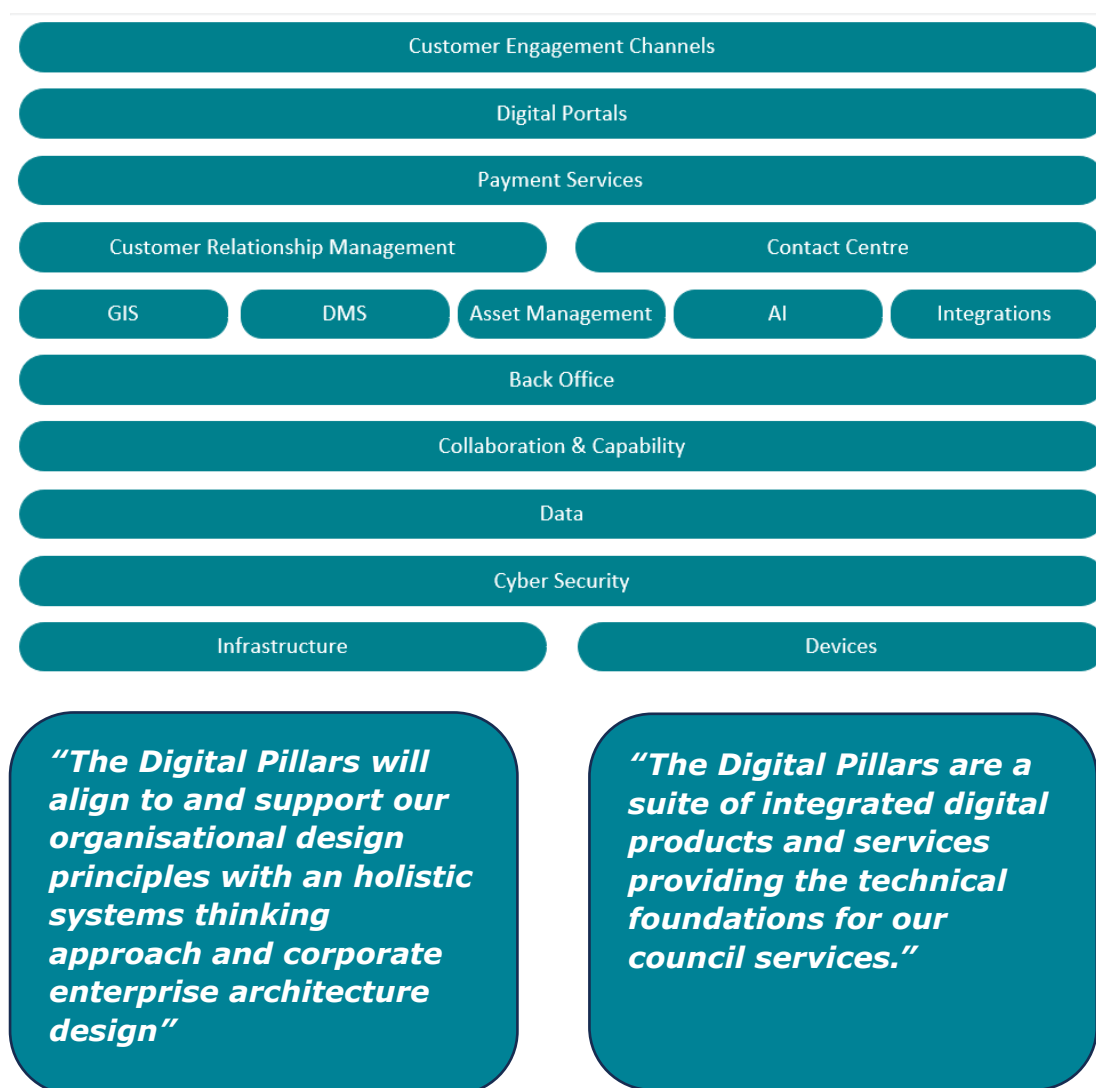 Customer Engagement Channels
Digital Portals
Payment Services
Customer Relationship Management
Contact Centre
GIS
DMS
Asset Management
AI
Integrations
Back Office
Collaboration & Capability
Data
Cyber Security
Infrastructure
Devices
“The Digital Pillars will
align to and support our
organisational design
principles with an holistic
systems thinking
approach and corporate
enterprise architecture
design”
“The Digital Pillars are a
suite of integrated digital
products and services
providing the technical
foundations for our
council services.”